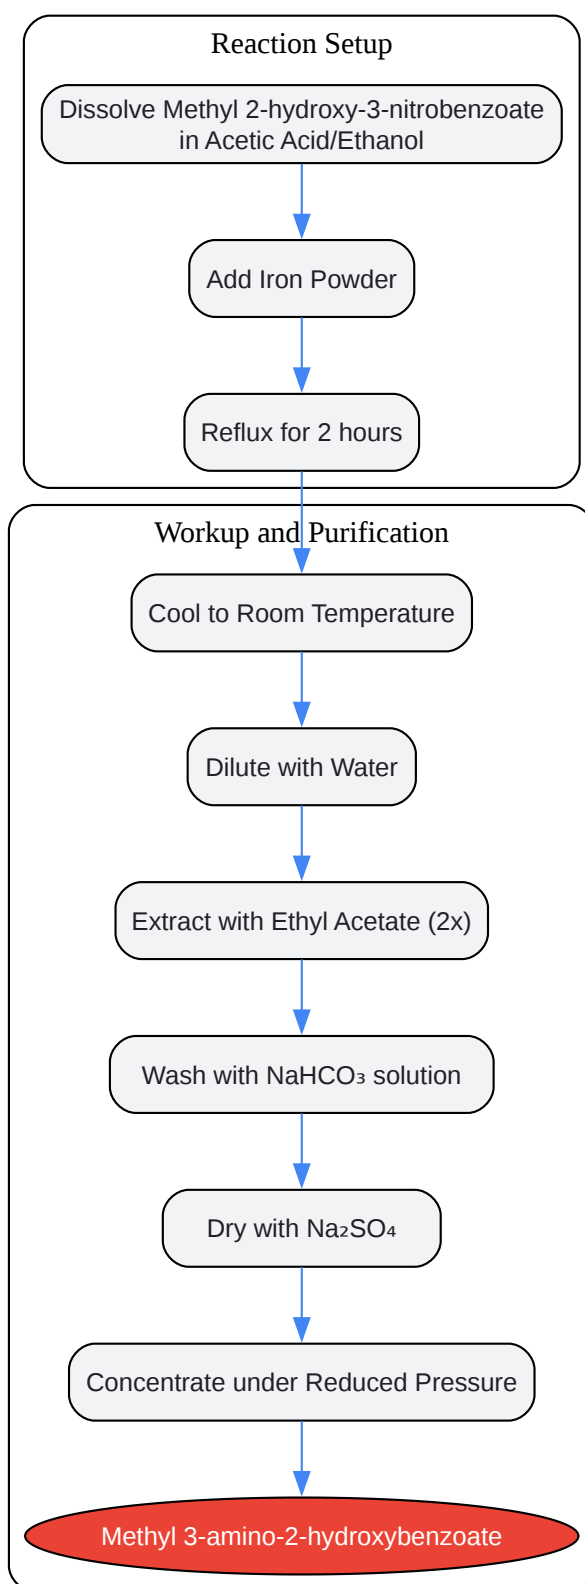 Reaction Setup
Dissolve Methyl 2-hydroxy-3-nitrobenzoate
in Acetic Acid/Ethanol
Add Iron Powder
Reflux for 2 hours
Workup and Purification
Cool to Room Temperature
Dilute with Water
Extract with Ethyl Acetate (2x)
Wash with NaHCO₃ solution
Dry with Na₂SO₄
Concentrate under Reduced Pressure
Methyl 3-amino-2-hydroxybenzoate